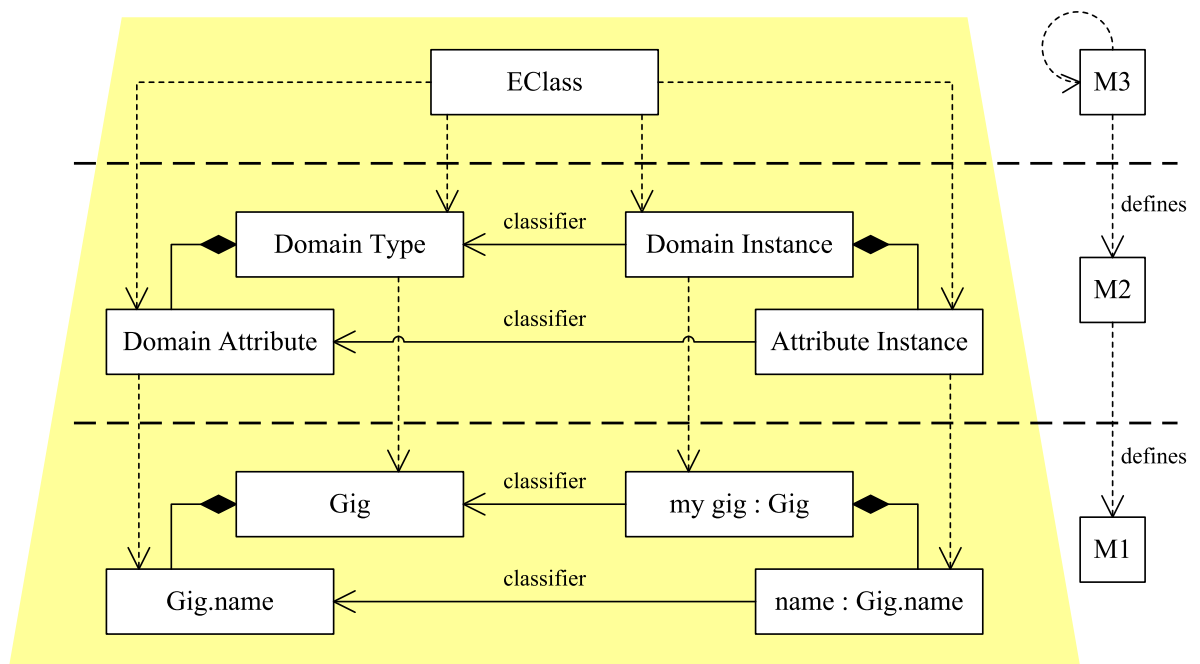 EClass
M3
defines
classifier
Domain Type
Domain Instance
M2
classifier
Domain Attribute
Attribute Instance
defines
classifier
Gig
my gig : Gig
M1
classifier
Gig.name
name : Gig.name